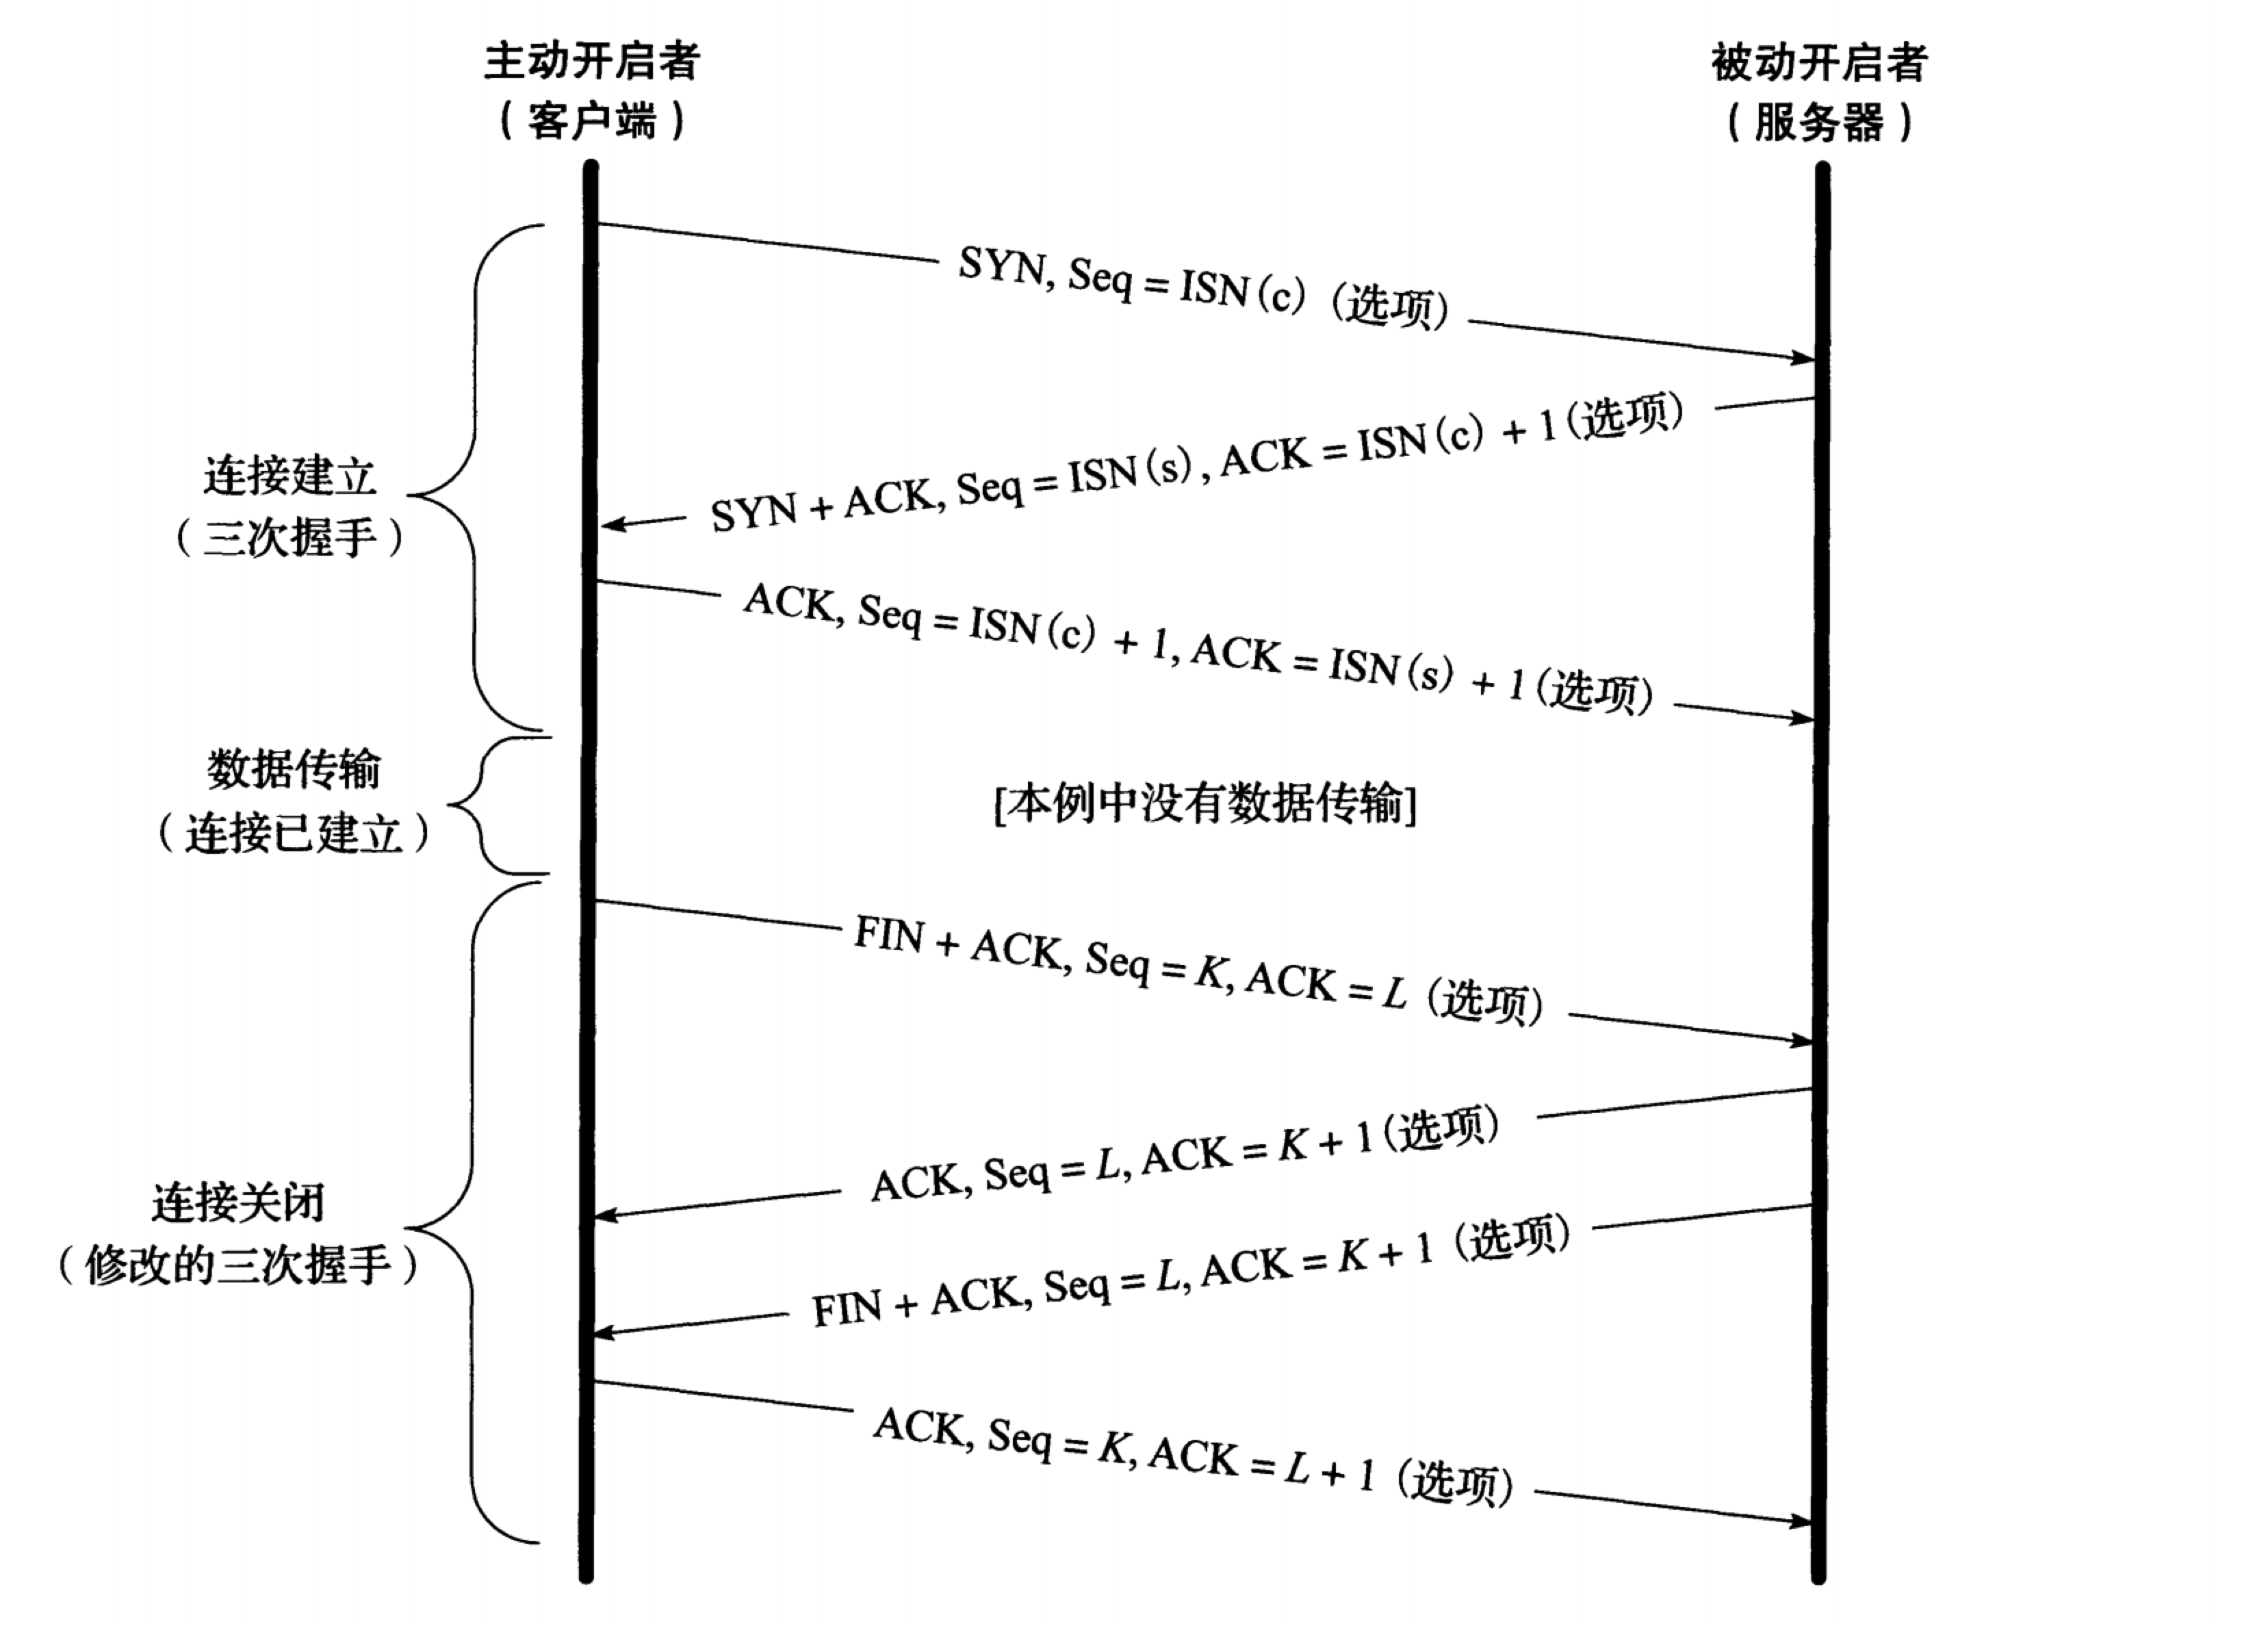 主动开启者
（客户端）
被动开启者
（服务器）
SYN, Seq = ISN(c) (选项)
SYN + ACK, Seq = ISN(s), ACK = ISN(c) + 1(选项)
连接建立
（三次握手）
ACK, Seq = ISN(c) + 1, ACK = ISN(s) + 1(选项)
数据传输
（连接已建立）
[本例中没有数据传输]
FIN + ACK, Seq = K, ACK = L (选项)
ACK, Seq = L, ACK = K + 1(选项)
连接关闭
（修改的三次握手）
FIN + ACK, Seq = L, ACK = K + 1 (选项)
ACK, Seq = K, ACK = L + 1 (选项)